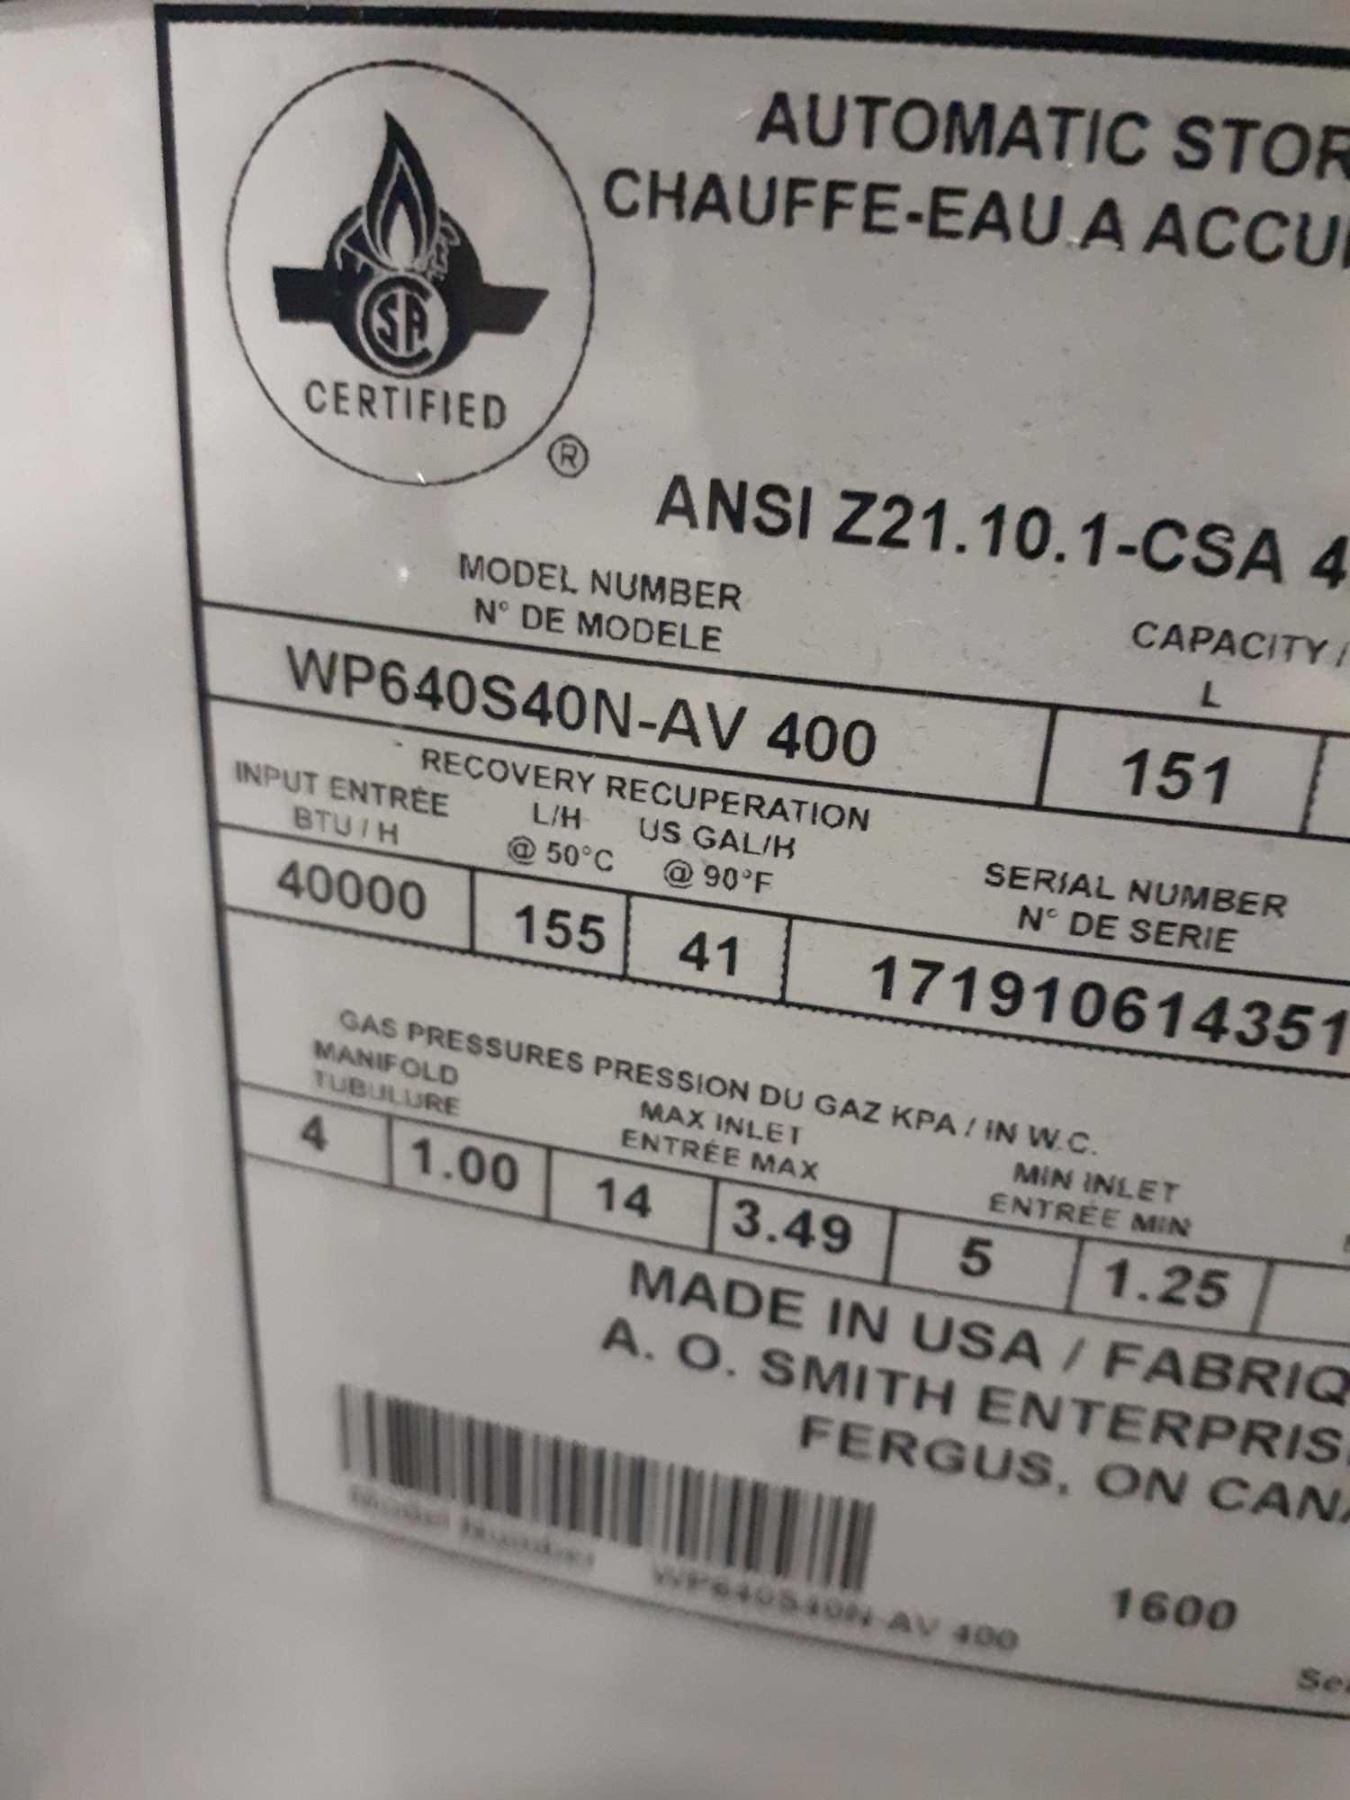 AUTOMATIC STOR
CHAUFFE-EAU A ACCU
CSA
CERTIFIED
®
ANSI Z21.10.1-CSA 4
MODEL NUMBER
N° DE MODELE
CAPACITY /
L
WP640S40N-AV 400
151
RECOVERY RECUPERATION
INPUT ENTRÉE
BTU / H
L/H
@ 50°C
US GAL/H
@ 90°F
SERIAL NUMBER
N° DE SERIE
40000
155
41
171910614351
GAS PRESSURES PRESSION DU GAZ KPA / IN W.C.
MANIFOLD
TUBULURE
MAX INLET
ENTRÉE MAX
MIN INLET
ENTRÉE MIN
4
1.00
14
3.49
5
1.25
MADE IN USA / FABRIQ
A. O. SMITH ENTERPRIS
FERGUS, ON CANA
Model Number WP640S40N-AV 400
1600
Se